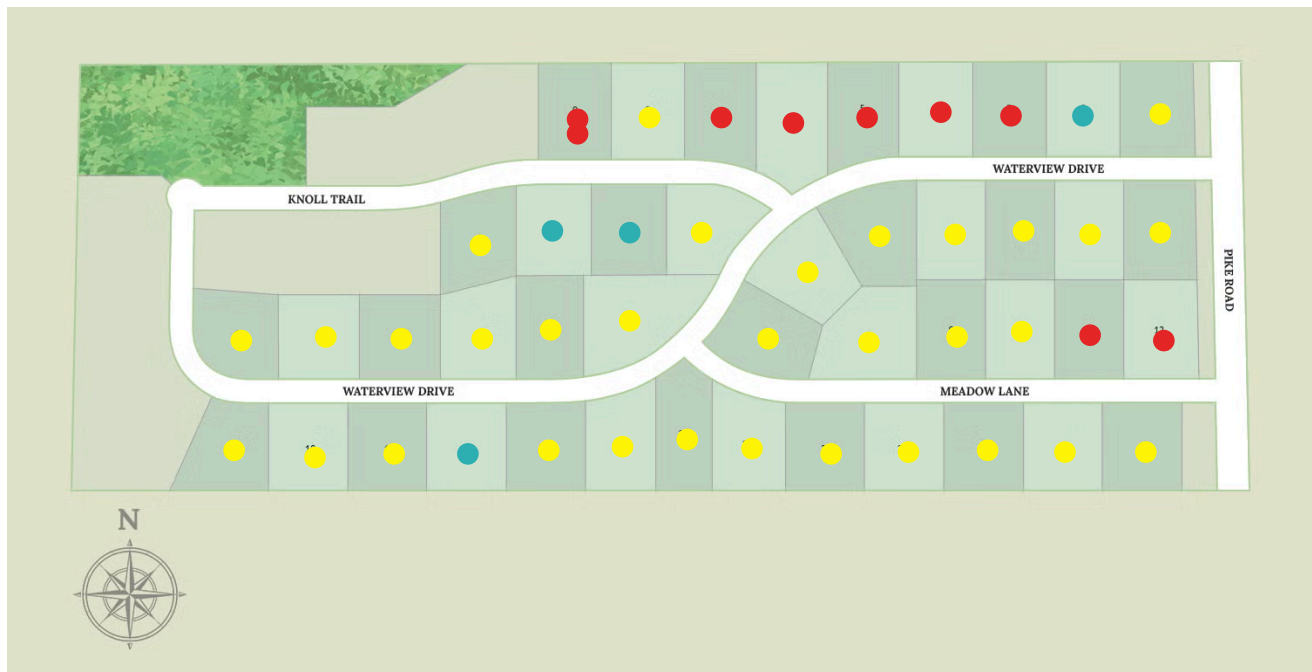 WATERVIEW DRIVE
KNOLL TRAIL
PIKE ROAD
WATERVIEW DRIVE
MEADOW LANE
N